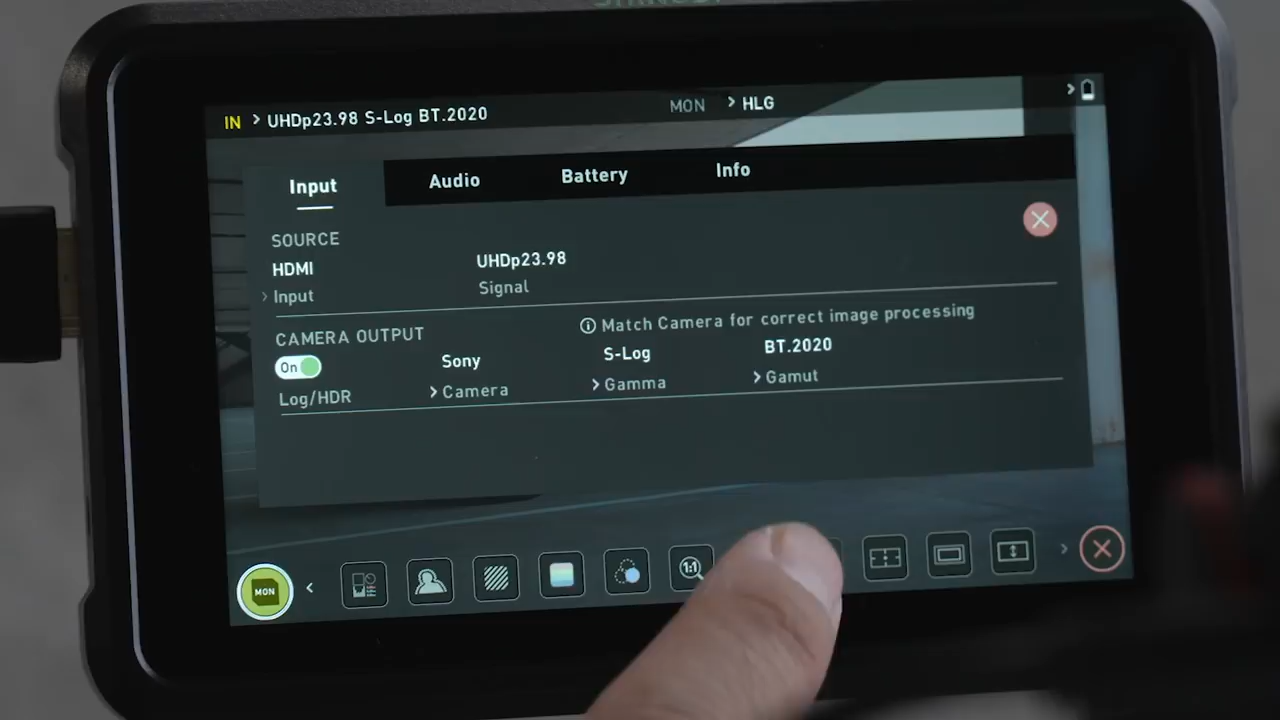 IN > UHDp23.98 S-Log BT.2020 MON > HLG >
Input Audio Battery Info
SOURCE
HDMI UHDp23.98
> Input Signal
CAMERA OUTPUT Match Camera for correct image processing
On Sony S-Log BT.2020
Log/HDR > Camera > Gamma > Gamut
MON < 1:1 >